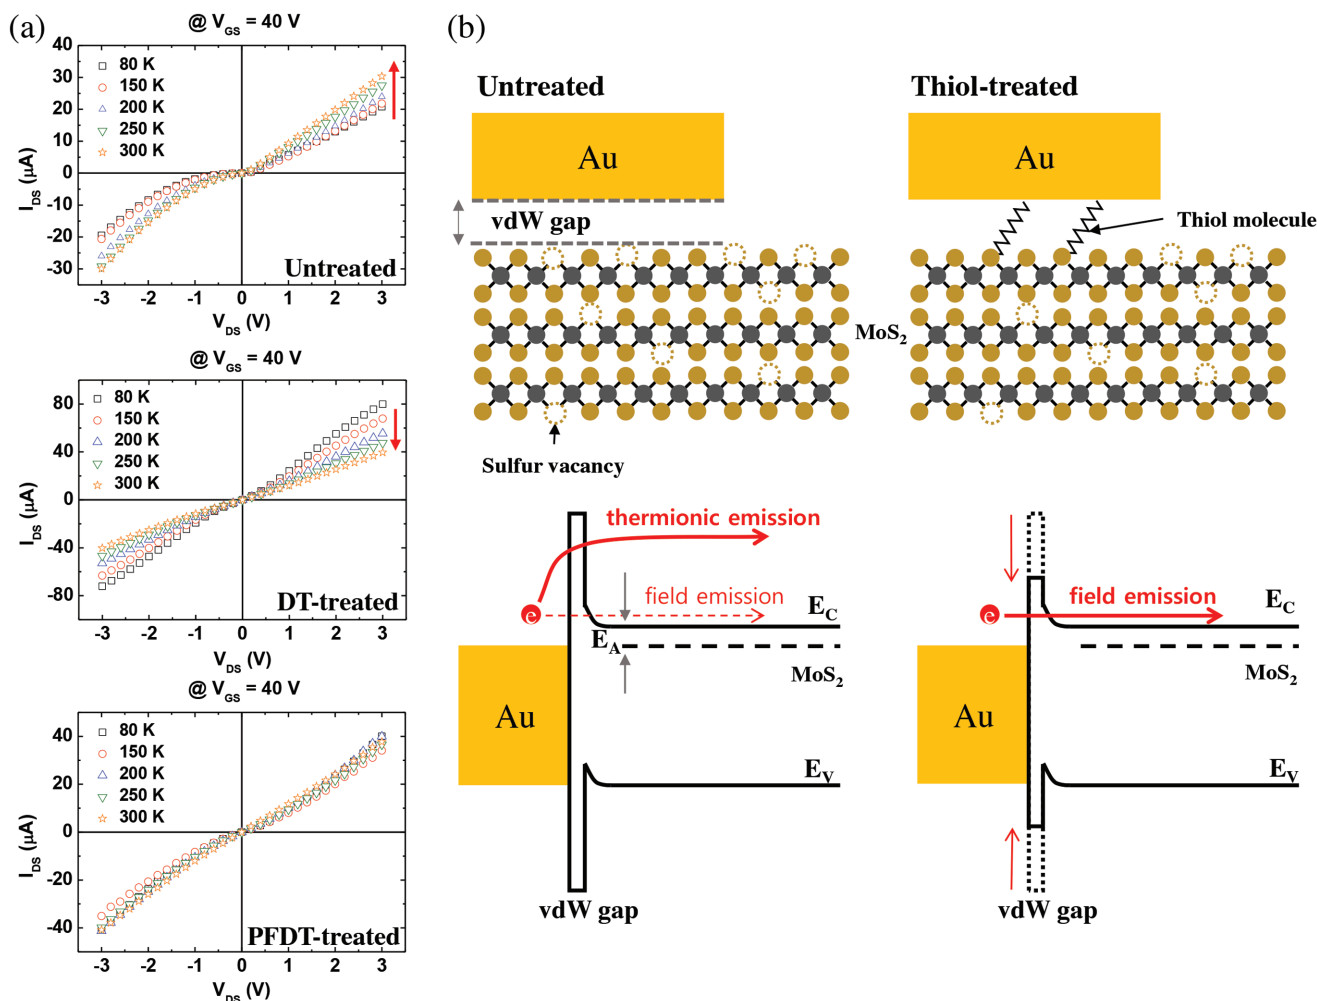 (a)
@ V_GS = 40 V
40
30
20
10
0
-10
-20
-30
I_DS (μA)
80 K
150 K
200 K
250 K
300 K
Untreated
-3 -2 -1 0 1 2 3
V_DS (V)
@ V_GS = 40 V
80
40
0
-40
-80
I_DS (μA)
80 K
150 K
200 K
250 K
300 K
DT-treated
-3 -2 -1 0 1 2 3
V_DS (V)
@ V_GS = 40 V
40
20
0
-20
-40
I_DS (μA)
80 K
150 K
200 K
250 K
300 K
PFDT-treated
-3 -2 -1 0 1 2 3
V_DS (V)
(b)
Untreated
Au
vdW gap
Sulfur vacancy
MoS₂
Thiol-treated
Au
Thiol molecule
thermionic emission
e
field emission
E_C
E_A
MoS₂
Au
E_V
vdW gap
e
field emission
E_C
MoS₂
Au
E_V
vdW gap